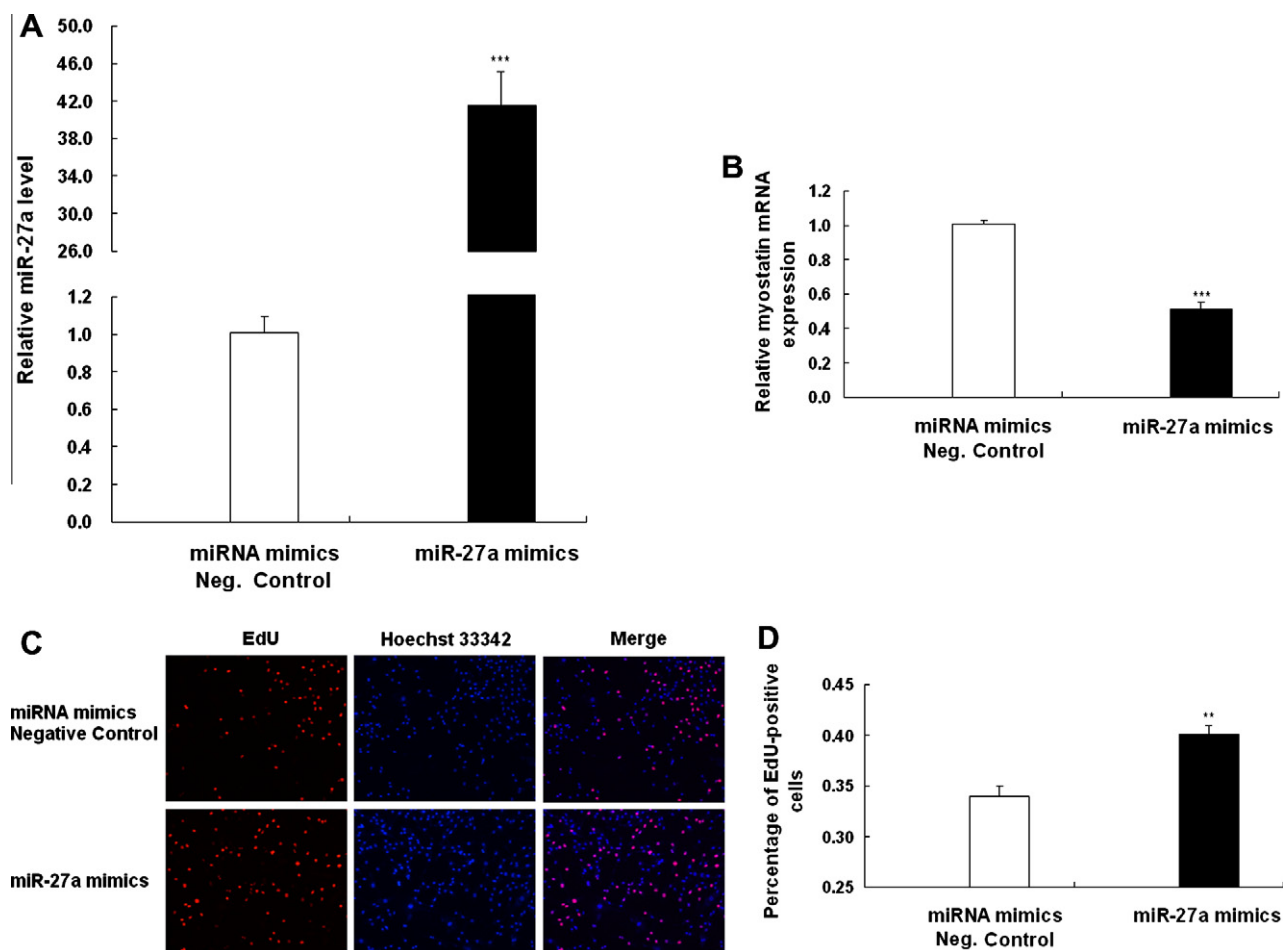 A
Relative miR-27a level
50.0
46.0
42.0
38.0
34.0
30.0
26.0
1.2
1.0
0.8
0.6
0.4
0.2
0.0
***
miRNA mimics
Neg. Control
miR-27a mimics
B
Relative myostatin mRNA
expression
1.2
1.0
0.8
0.6
0.4
0.2
0.0
***
miRNA mimics
Neg. Control
miR-27a mimics
C
EdU
Hoechst 33342
Merge
miRNA mimics
Negative Control
miR-27a mimics
D
Percentage of EdU-positive
cells
0.45
0.40
0.35
0.30
0.25
**
miRNA mimics
Neg. Control
miR-27a mimics